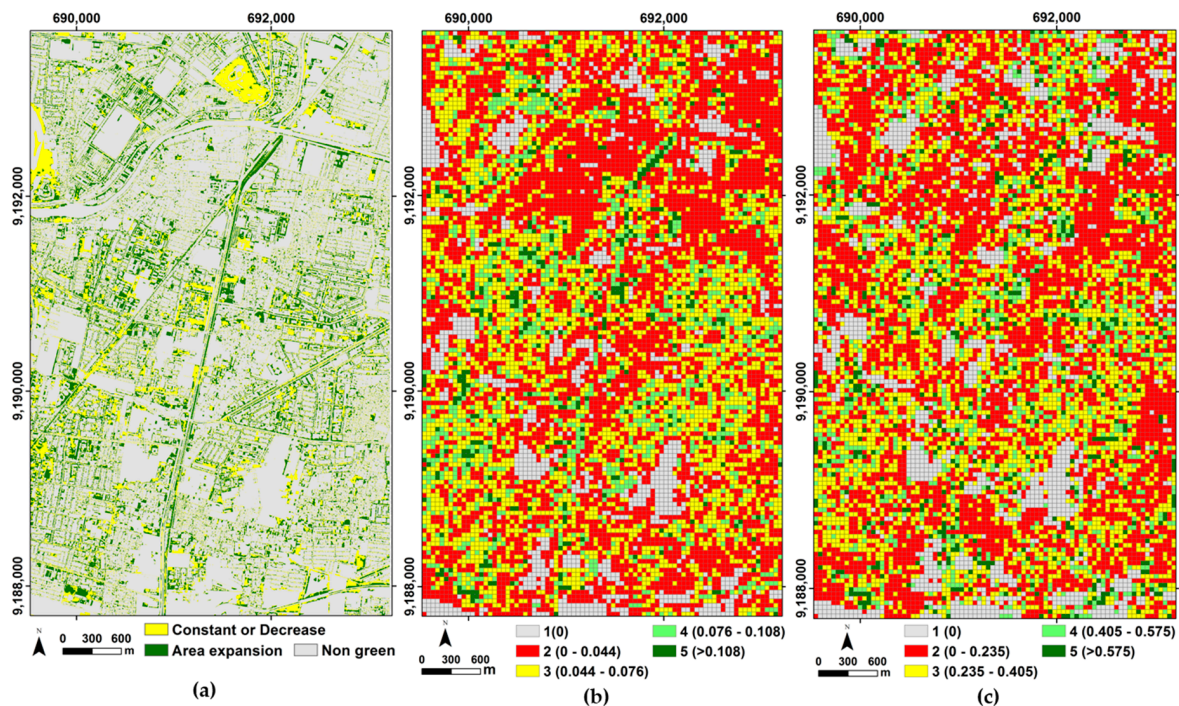 690,000 692,000
690,000 692,000
690,000 692,000
9,192,000
9,190,000
9,188,000
9,192,000
9,190,000
9,188,000
9,192,000
9,190,000
9,188,000
N
0 300 600
m
Constant or Decrease
Area expansion
Non green
(a)
N
0 300 600
m
1(0)
2 (0 - 0.044)
3 (0.044 - 0.076)
4 (0.076 - 0.108)
5 (>0.108)
(b)
N
0 300 600
m
1 (0)
2 (0 - 0.235)
3 (0.235 - 0.405)
4 (0.405 - 0.575)
5 (>0.575)
(c)